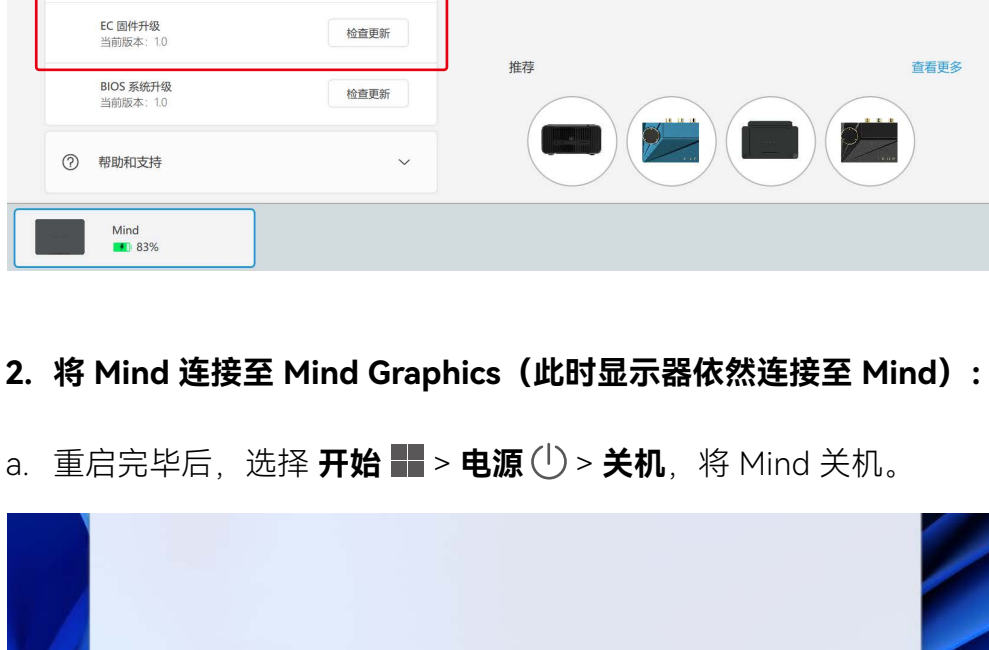 EC 固件升级
当前版本：1.0
检查更新
BIOS 系统升级
当前版本：1.0
检查更新
帮助和支持
推荐
查看更多
Mind
83%
2. 将 Mind 连接至 Mind Graphics（此时显示器依然连接至 Mind）:
a. 重启完毕后，选择 开始 > 电源 > 关机，将 Mind 关机。